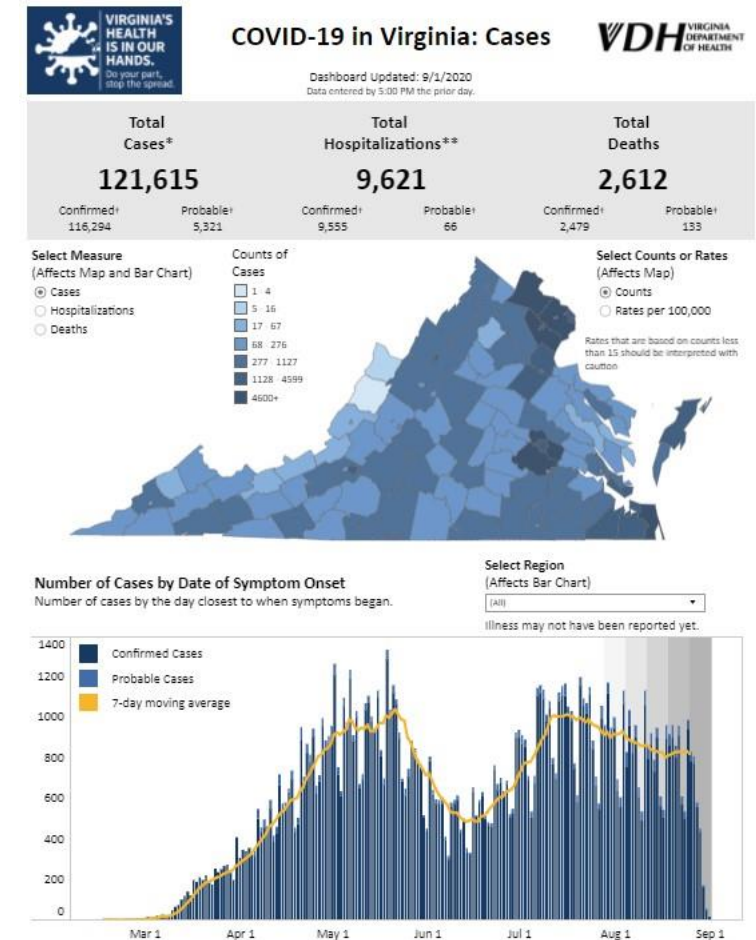 VIRGINIA'S
HEALTH
IS IN OUR
HANDS.
Do your part,
stop the spread.
COVID-19 in Virginia: Cases
VDH VIRGINIA
DEPARTMENT
OF HEALTH
Dashboard Updated: 9/1/2020
Data entered by 5:00 PM the prior day.
Total
Cases*
121,615
Confirmed† Probable†
116,294 5,321
Total
Hospitalizations**
9,621
Confirmed† Probable†
9,555 66
Total
Deaths
2,612
Confirmed† Probable†
2,479 133
Select Measure
(Affects Map and Bar Chart)
Cases
Hospitalizations
Deaths
Counts of
Cases
1 - 4
5 - 16
17 - 67
68 - 276
277 - 1127
1128 - 4599
4600+
Select Counts or Rates
(Affects Map)
Counts
Rates per 100,000
Rates that are based on counts less
than 15 should be interpreted with
caution
Number of Cases by Date of Symptom Onset
Number of cases by the day closest to when symptoms began.
Select Region
(Affects Bar Chart)
(All)
Illness may not have been reported yet.
Confirmed Cases
Probable Cases
7-day moving average
1400
1200
1000
800
600
400
200
0
Mar 1 Apr 1 May 1 Jun 1 Jul 1 Aug 1 Sep 1